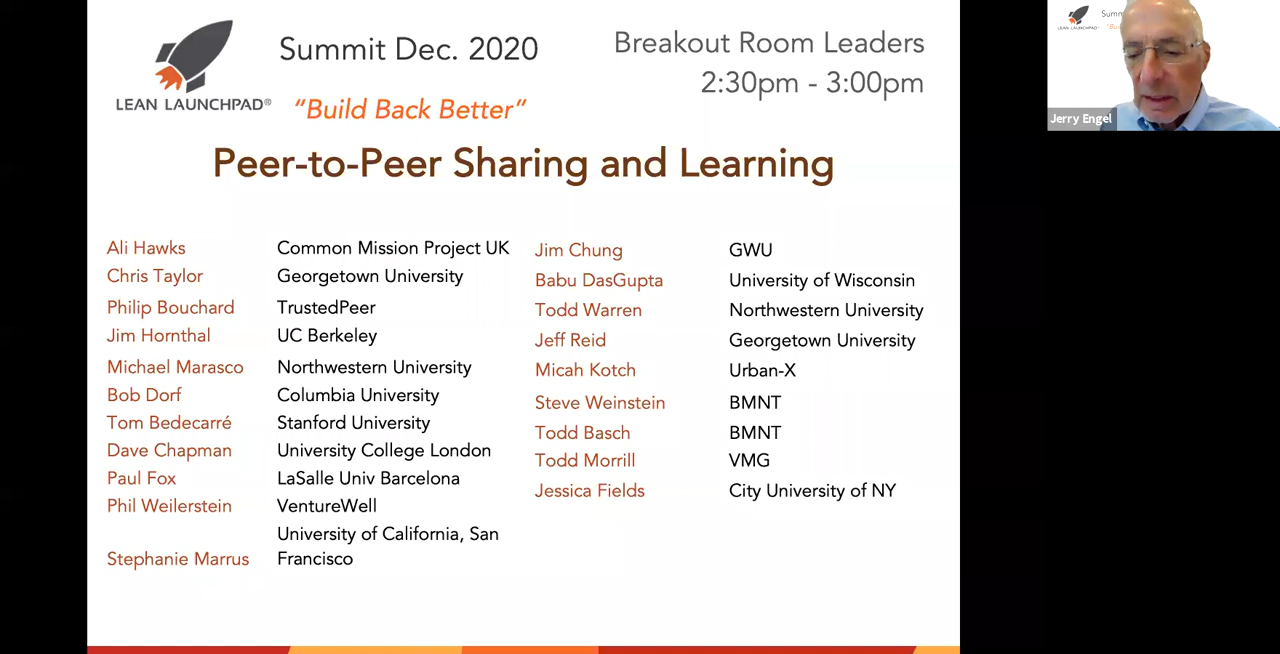 Summit Dec. 2020
Breakout Room Leaders
2:30pm - 3:00pm
LEAN LAUNCHPAD®
“Build Back Better”
Peer-to-Peer Sharing and Learning
Ali Hawks Common Mission Project UK
Chris Taylor Georgetown University
Philip Bouchard TrustedPeer
Jim Hornthal UC Berkeley
Michael Marasco Northwestern University
Bob Dorf Columbia University
Tom Bedecarré Stanford University
Dave Chapman University College London
Paul Fox LaSalle Univ Barcelona
Phil Weilerstein VentureWell
Stephanie Marrus University of California, San
Francisco
Jim Chung GWU
Babu DasGupta University of Wisconsin
Todd Warren Northwestern University
Jeff Reid Georgetown University
Micah Kotch Urban-X
Steve Weinstein BMNT
Todd Basch BMNT
Todd Morrill VMG
Jessica Fields City University of NY
LEAN LAUNCHPAD
Jerry Engel